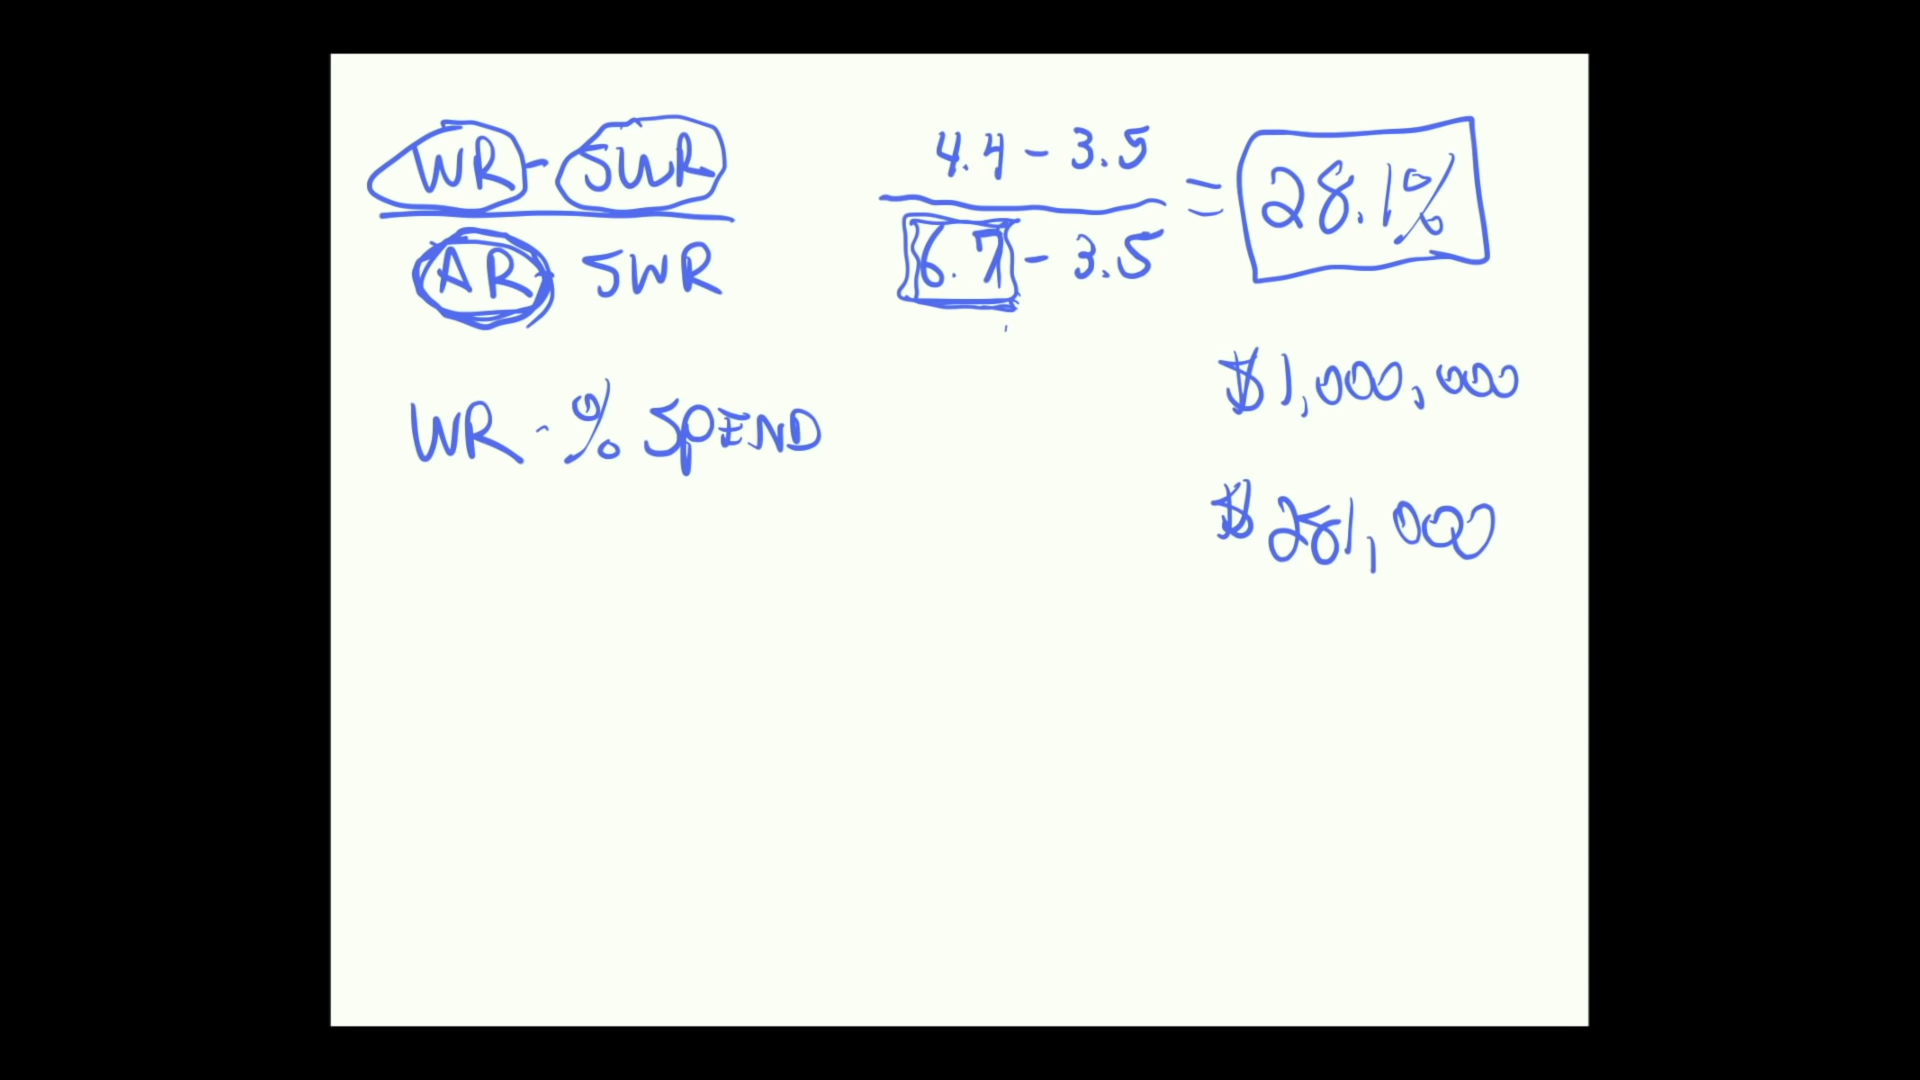 WR - SWR
AR SWR
4.4 - 3.5
6.7 - 3.5
= 28.1%
$1,000,000
WR - % SPEND
$281,000